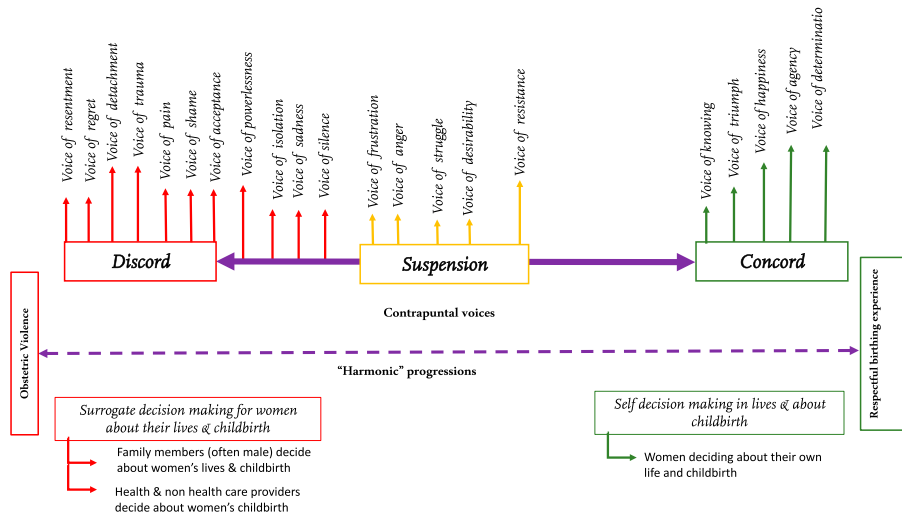 Voice of resentment
Voice of regret
Voice of detachment
Voice of trauma
Voice of pain
Voice of shame
Voice of acceptance
Voice of powerlessness
Voice of isolation
Voice of sadness
Voice of silence
Voice of frustration
Voice of anger
Voice of struggle
Voice of desirability
Voice of resistance
Voice of knowing
Voice of triumph
Voice of happiness
Voice of agency
Voice of determinatio
Discord
Suspension
Concord
Obstetric Violence
Contrapuntal voices
"Harmonic" progressions
Respectful birthing experience
Surrogate decision making for women
about their lives & childbirth
Family members (often male) decide
about women's lives & childbirth
Health & non health care providers
decide about women's childbirth
Self decision making in lives & about
childbirth
Women deciding about their own
life and childbirth